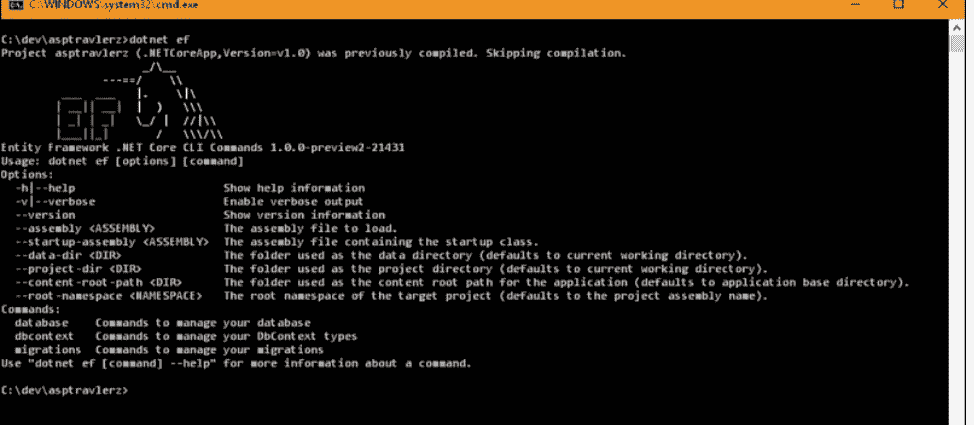 C:\WINDOWS\system32\cmd.exe
C:\dev\asptravlerz>dotnet ef
Project asptravlerz (.NETCoreApp,Version=v1.0) was previously compiled. Skipping compilation.
Entity Framework .NET Core CLI Commands 1.0.0-preview2-21431
Usage: dotnet ef [options] [command]
Options:
-h|--help Show help information
-v|--verbose Enable verbose output
--version Show version information
--assembly <ASSEMBLY> The assembly file to load.
--startup-assembly <ASSEMBLY> The assembly file containing the startup class.
--data-dir <DIR> The folder used as the data directory (defaults to current working directory).
--project-dir <DIR> The folder used as the project directory (defaults to current working directory).
--content-root-path <DIR> The folder used as the content root path for the application (defaults to application base directory).
--root-namespace <NAMESPACE> The root namespace of the target project (defaults to the project assembly name).
Commands:
database Commands to manage your database
dbcontext Commands to manage your DbContext types
migrations Commands to manage your migrations
Use "dotnet ef [command] --help" for more information about a command.
C:\dev\asptravlerz>